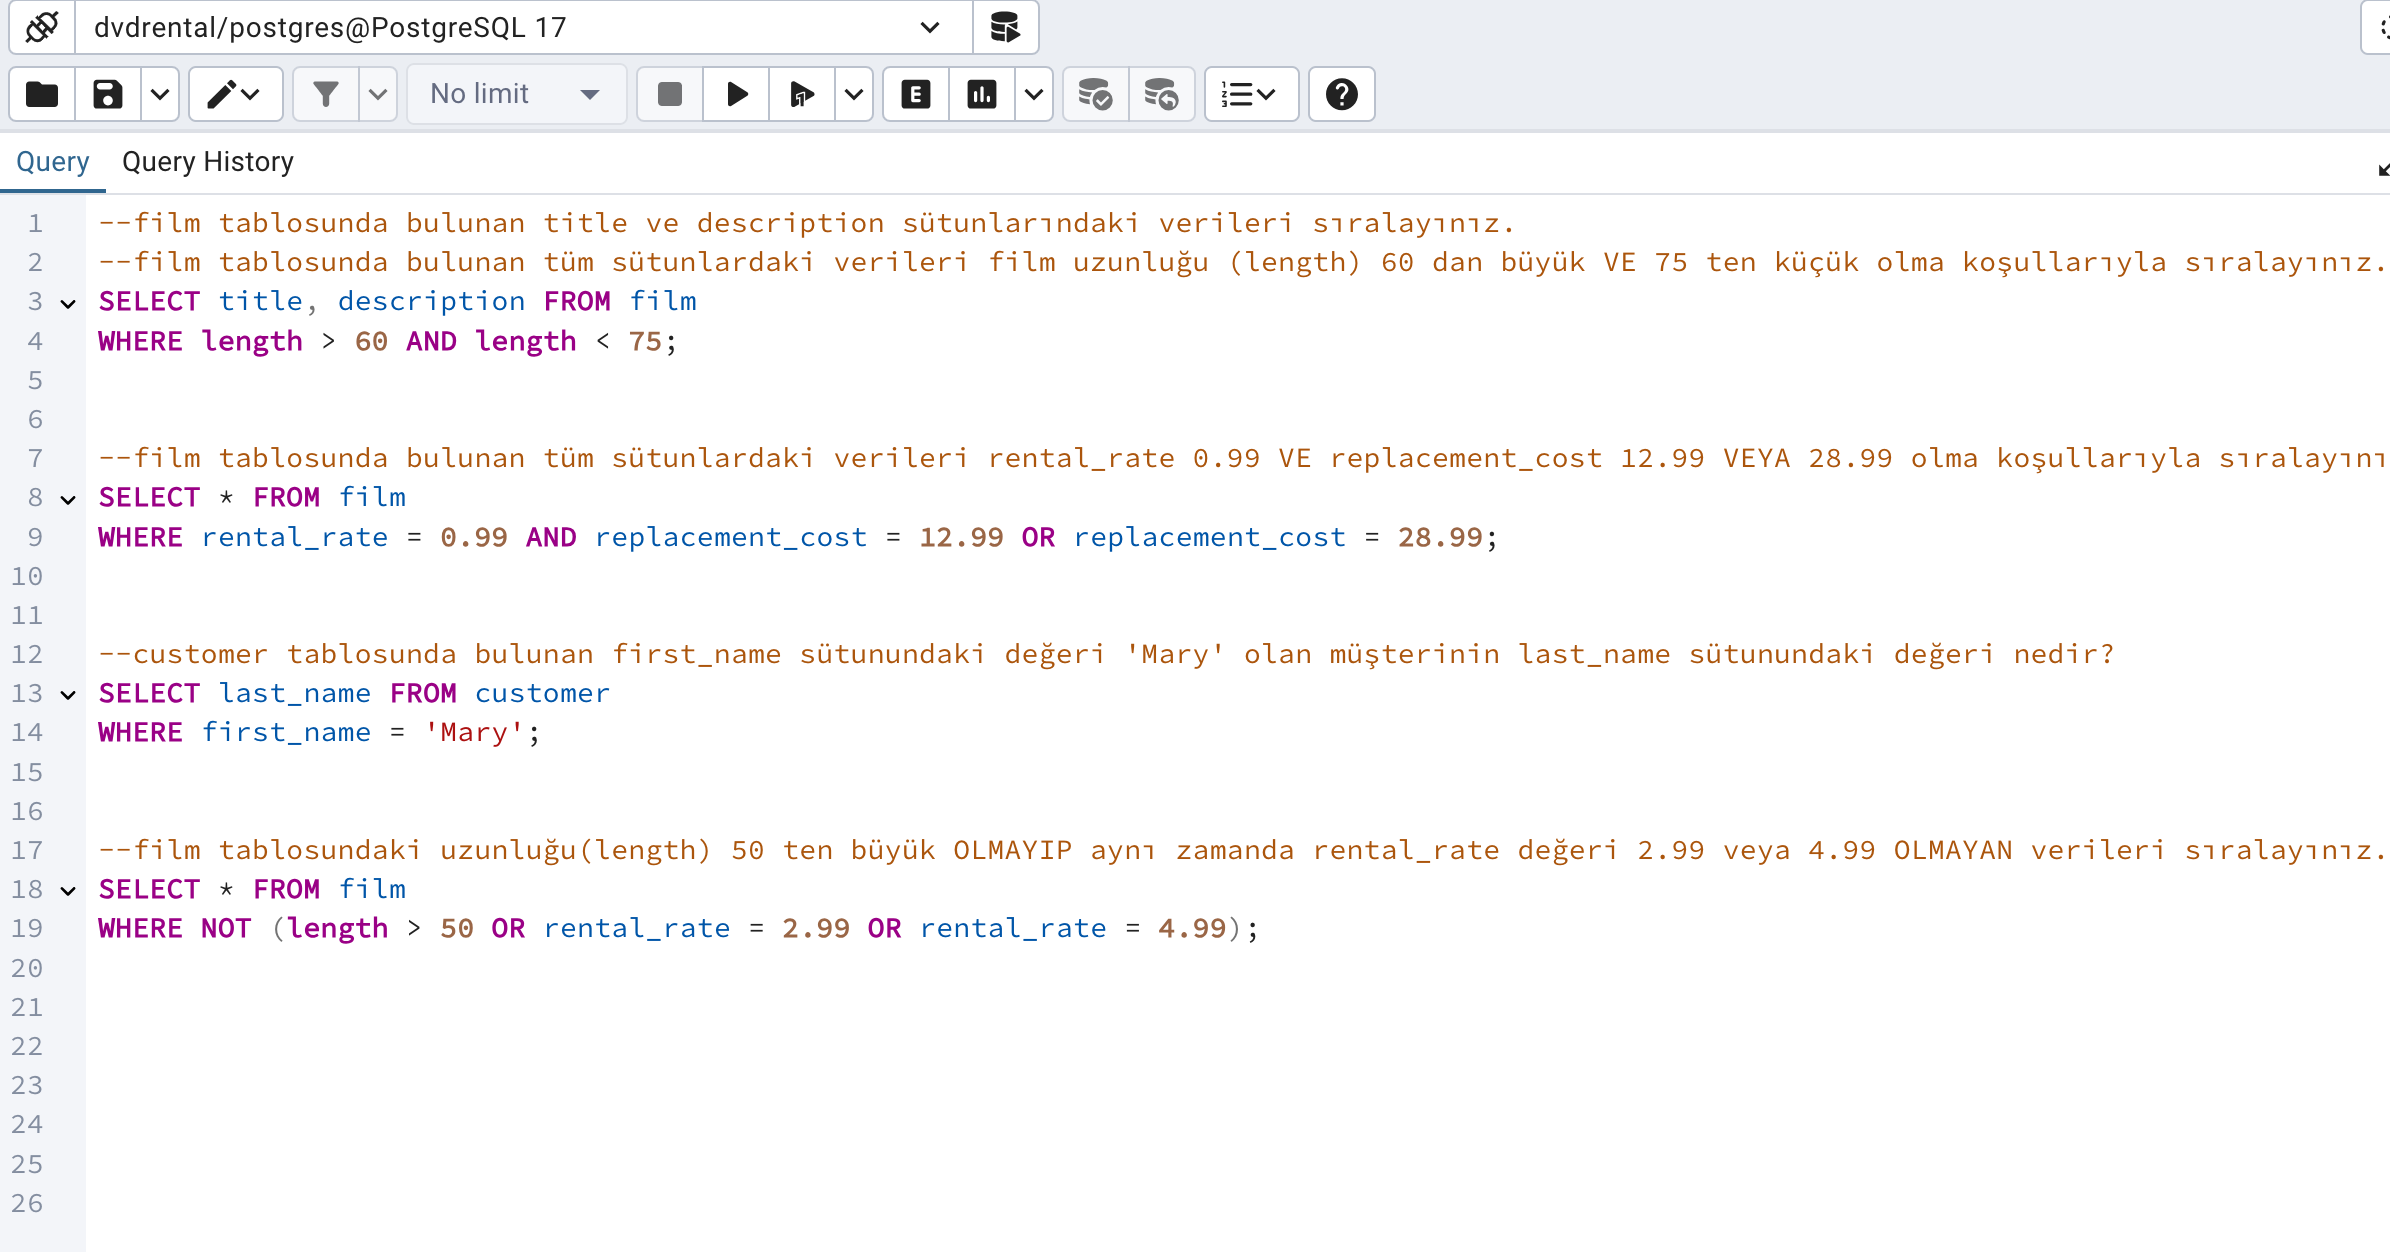 dvdrental/postgres@PostgreSQL 17
No limit
E
Query Query History
1 --film tablosunda bulunan title ve description sütunlarındaki verileri sıralayınız.
2 --film tablosunda bulunan tüm sütunlardaki verileri film uzunluğu (length) 60 dan büyük VE 75 ten küçük olma koşullarıyla sıralayınız.
3 SELECT title, description FROM film
4 WHERE length > 60 AND length < 75;
5
6
7 --film tablosunda bulunan tüm sütunlardaki verileri rental_rate 0.99 VE replacement_cost 12.99 VEYA 28.99 olma koşullarıyla sıralayını
8 SELECT * FROM film
9 WHERE rental_rate = 0.99 AND replacement_cost = 12.99 OR replacement_cost = 28.99;
10
11
12 --customer tablosunda bulunan first_name sütunundaki değeri 'Mary' olan müşterinin last_name sütunundaki değeri nedir?
13 SELECT last_name FROM customer
14 WHERE first_name = 'Mary';
15
16
17 --film tablosundaki uzunluğu(length) 50 ten büyük OLMAYIP aynı zamanda rental_rate değeri 2.99 veya 4.99 OLMAYAN verileri sıralayınız.
18 SELECT * FROM film
19 WHERE NOT (length > 50 OR rental_rate = 2.99 OR rental_rate = 4.99);
20
21
22
23
24
25
26